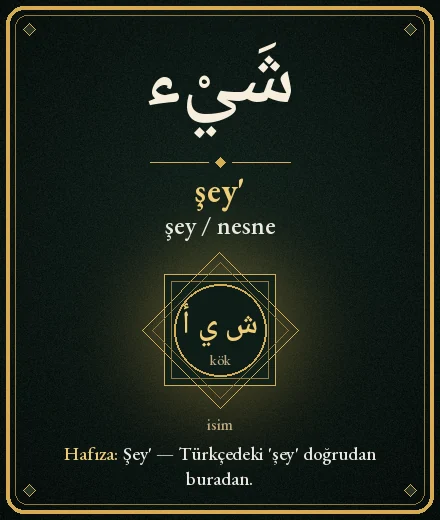 شَيْء
şey'
şey / nesne
ش ي أ
kök
isim
Hafıza: Şey' — Türkçedeki 'şey' doğrudan
buradan.